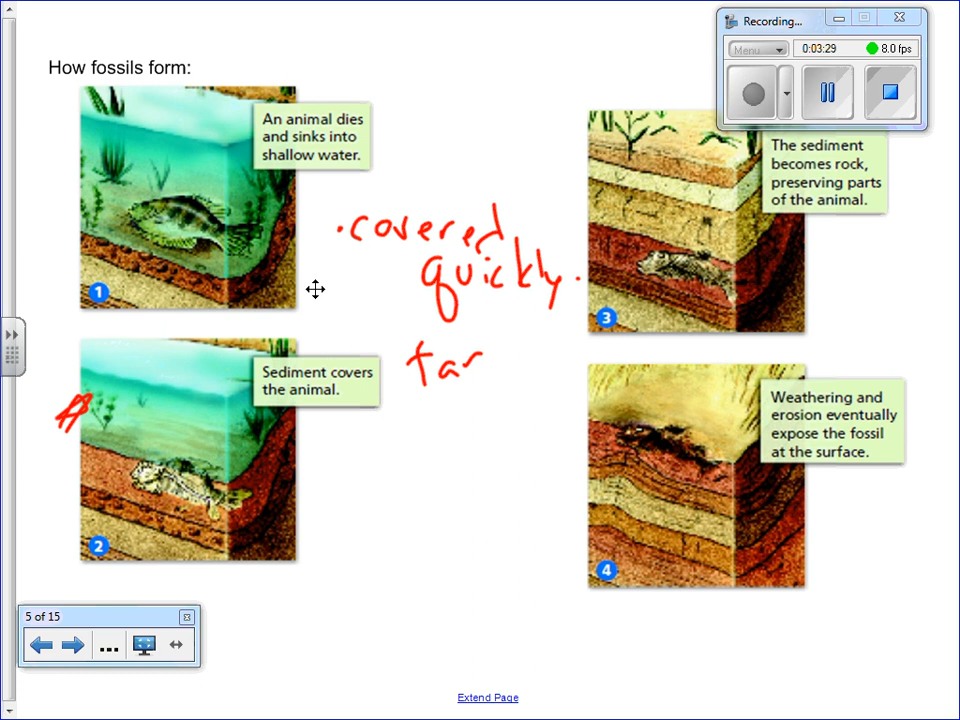 Recording...
Menu
0:03:29
8.0 fps
How fossils form:
An animal dies
and sinks into
shallow water.
1
The sediment
becomes rock,
preserving parts
of the animal.
3
.covered
quickly.
tar
Sediment covers
the animal.
2
Weathering and
erosion eventually
expose the fossil
at the surface.
4
5 of 15
...
Extend Page